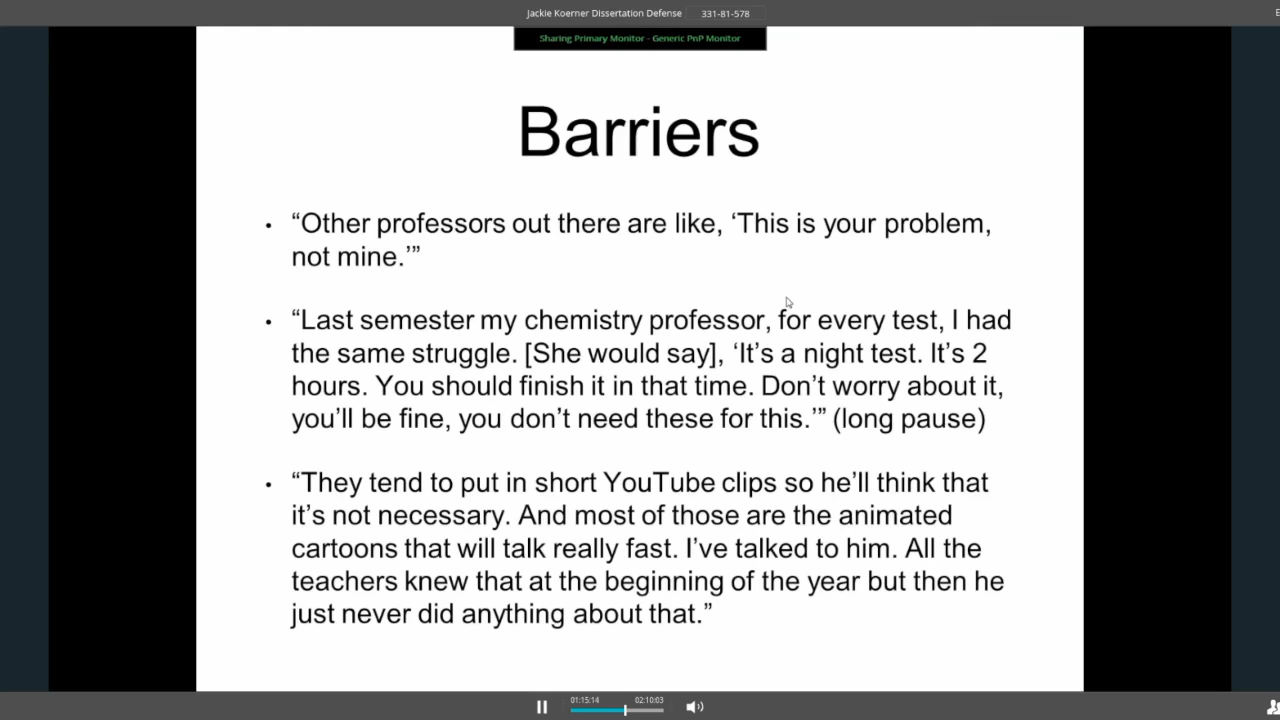 Jackie Koerner Dissertation Defense 331-81-578
Sharing Primary Monitor - Generic PnP Monitor
Barriers
• “Other professors out there are like, ‘This is your problem,
not mine.’”
• “Last semester my chemistry professor, for every test, I had
the same struggle. [She would say], ‘It’s a night test. It’s 2
hours. You should finish it in that time. Don’t worry about it,
you’ll be fine, you don’t need these for this.’” (long pause)
• “They tend to put in short YouTube clips so he’ll think that
it’s not necessary. And most of those are the animated
cartoons that will talk really fast. I’ve talked to him. All the
teachers knew that at the beginning of the year but then he
just never did anything about that.”
01:15:14 02:10:03